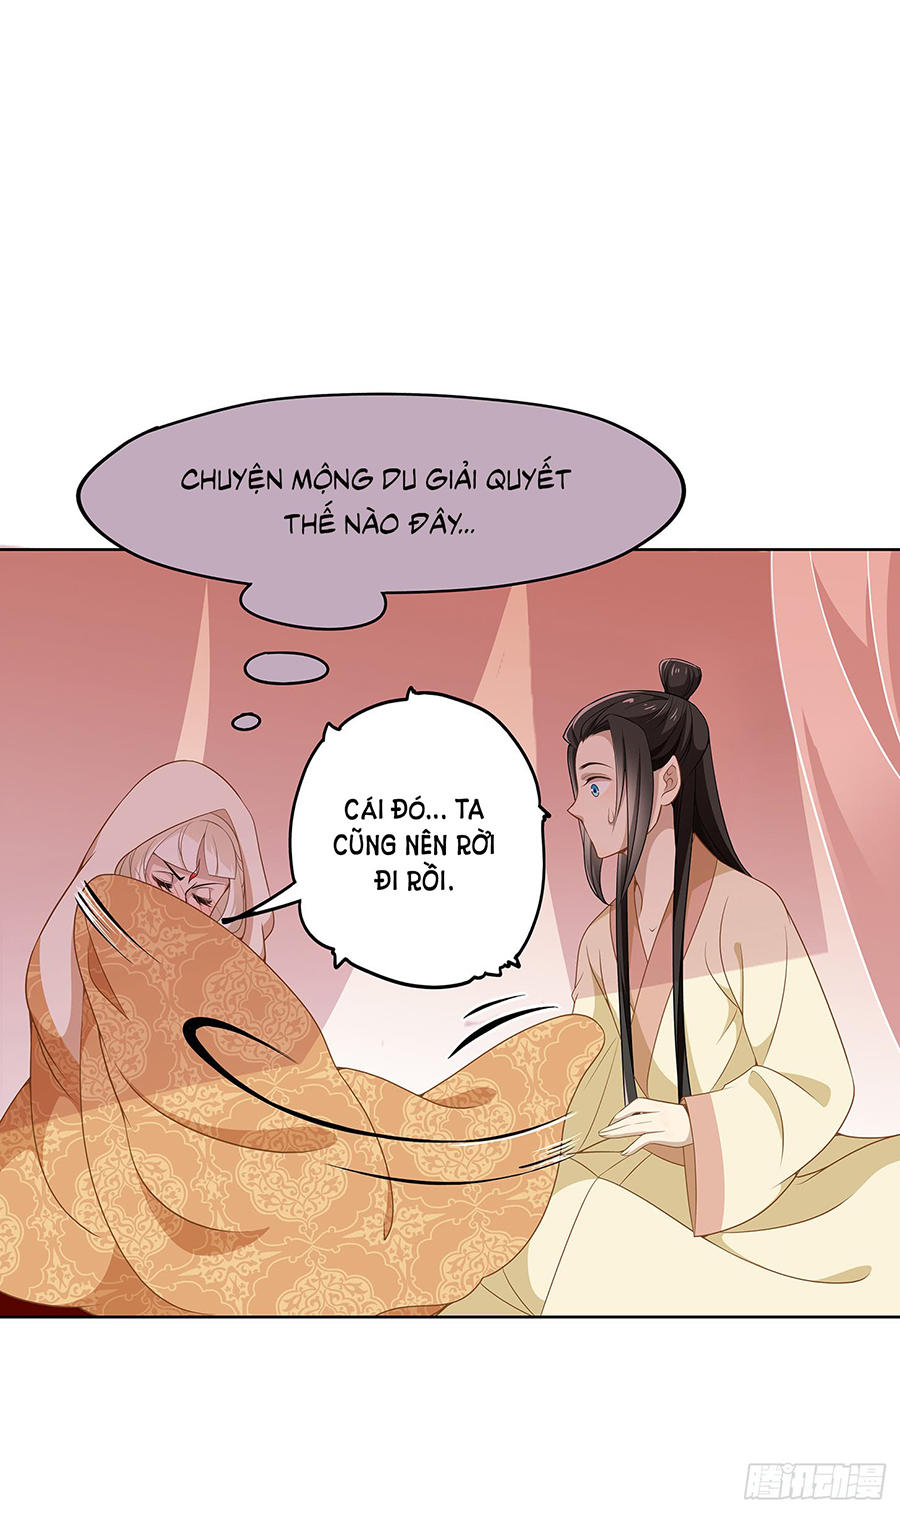 CHUYỆN MỘNG DU GIẢI QUYẾT
THẾ NÀO ĐÂY...
CÁI ĐÓ... TA
CŨNG NÊN RỜI
ĐI RỒI.
腾讯动漫